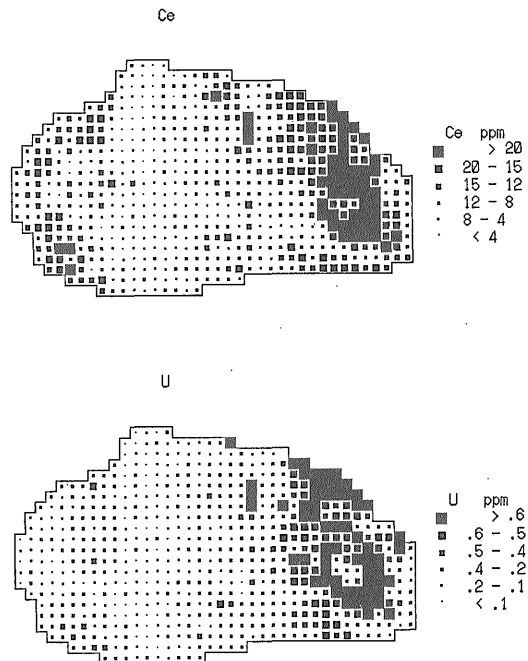 Ce
Ce ppm
> 20
20 - 15
15 - 12
12 - 8
8 - 4
< 4
U
U ppm
> .6
.6 - .5
.5 - .4
.4 - .2
.2 - .1
< .1